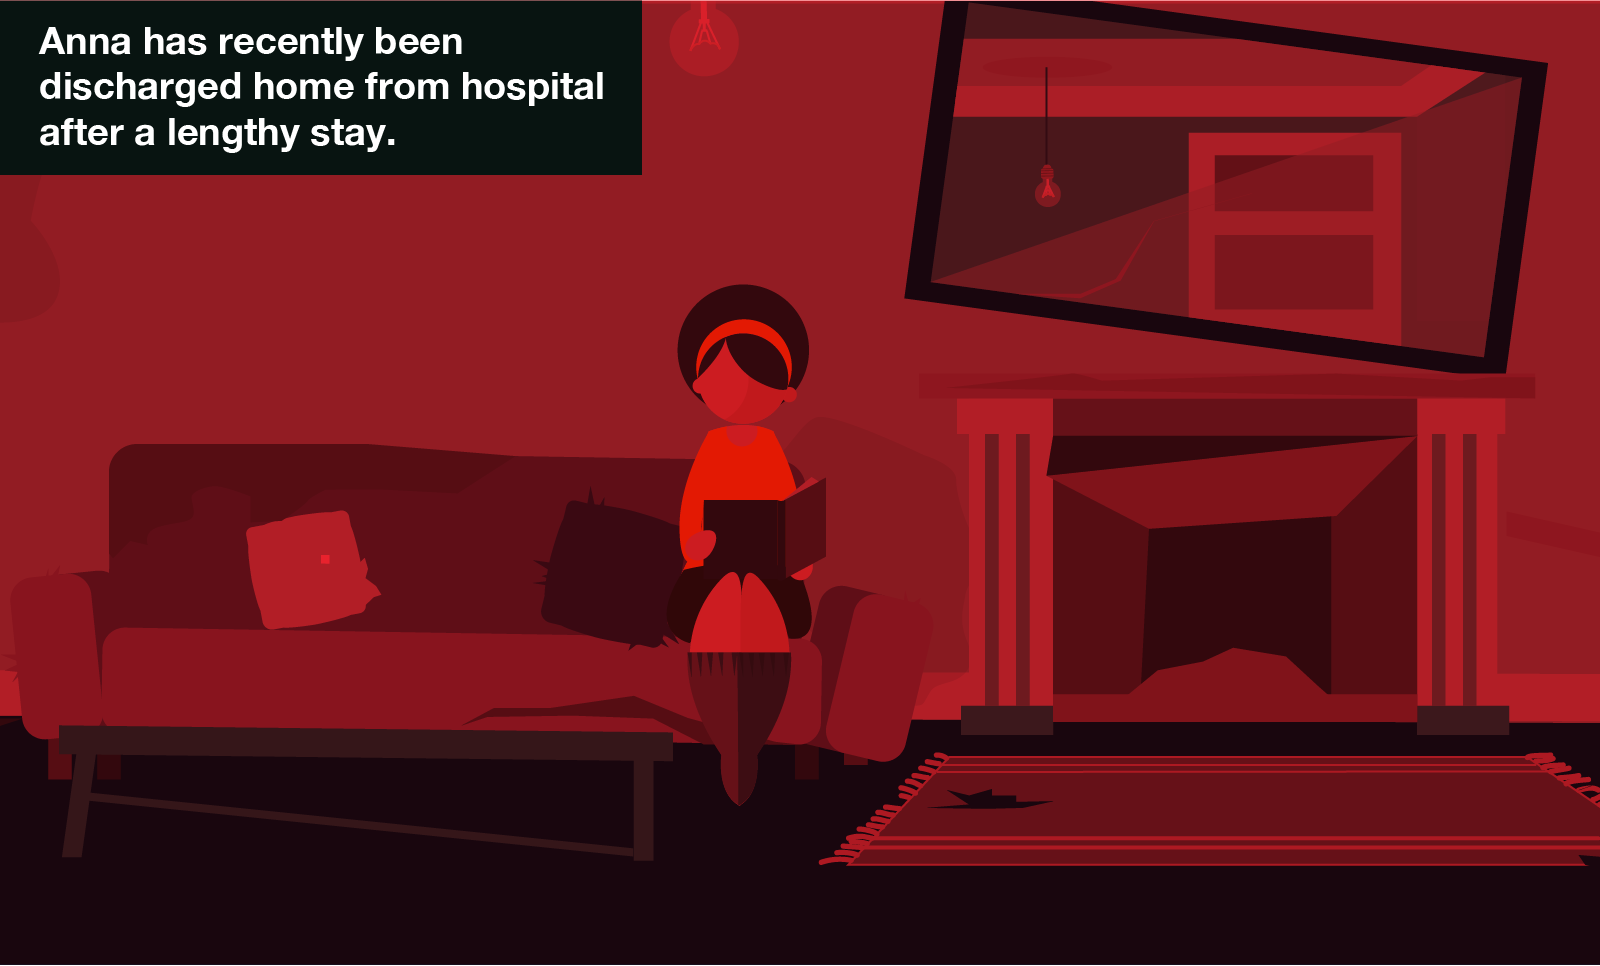 Anna has recently been
discharged home from hospital
after a lengthy stay.